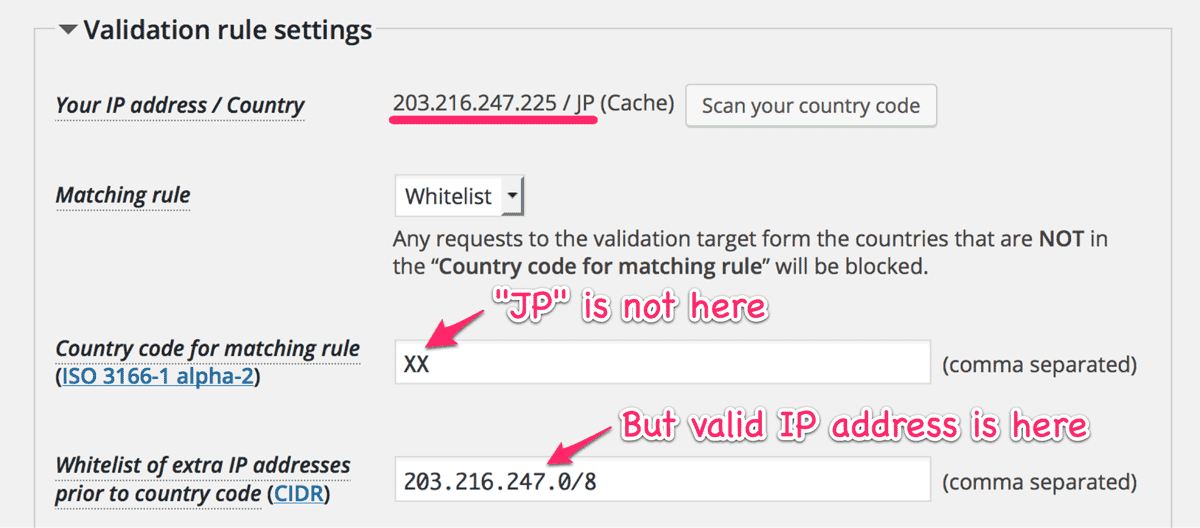 Validation rule settings
Your IP address / Country
203.216.247.225 / JP (Cache)
Scan your country code
Matching rule
Whitelist
Any requests to the validation target form the countries that are NOT in
the “Country code for matching rule” will be blocked.
"JP" is not here
Country code for matching rule
(ISO 3166-1 alpha-2)
XX
(comma separated)
But valid IP address is here
Whitelist of extra IP addresses
prior to country code (CIDR)
203.216.247.0/8
(comma separated)